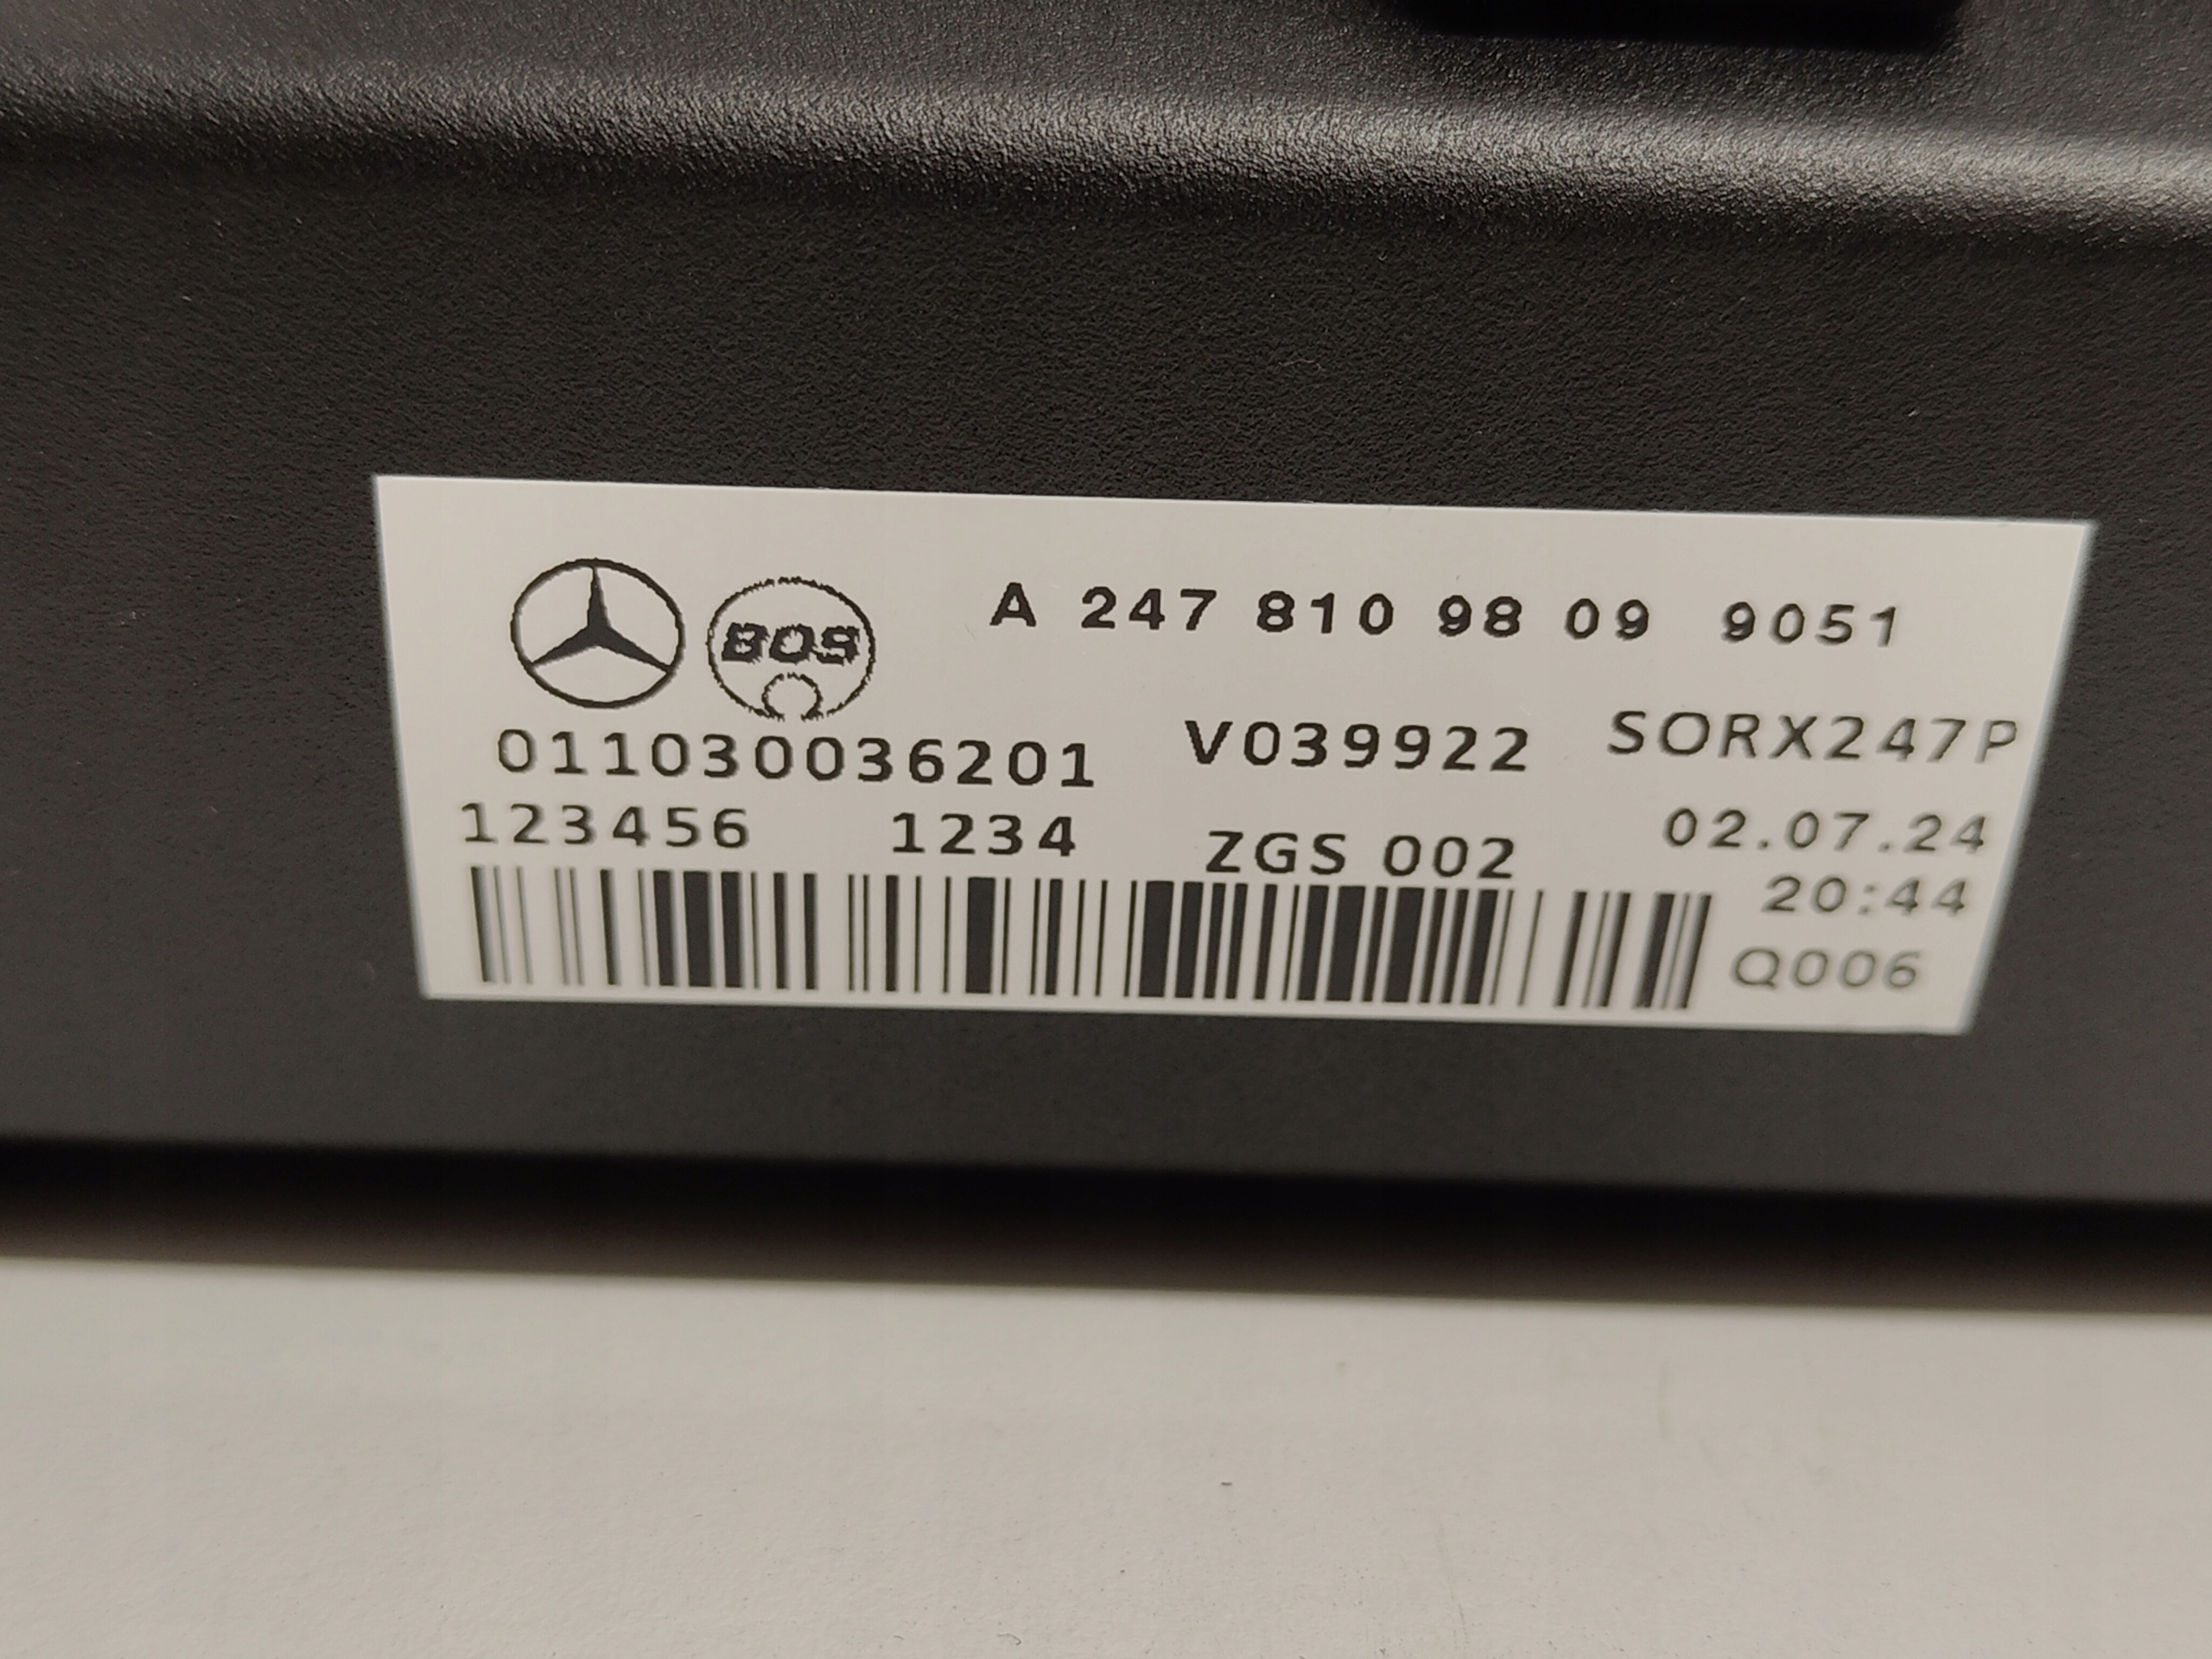 BOS A 247 810 98 09 9051
011030036201 V039922 SORX247P
123456 1234 ZGS 002 02.07.24
20:44
Q006